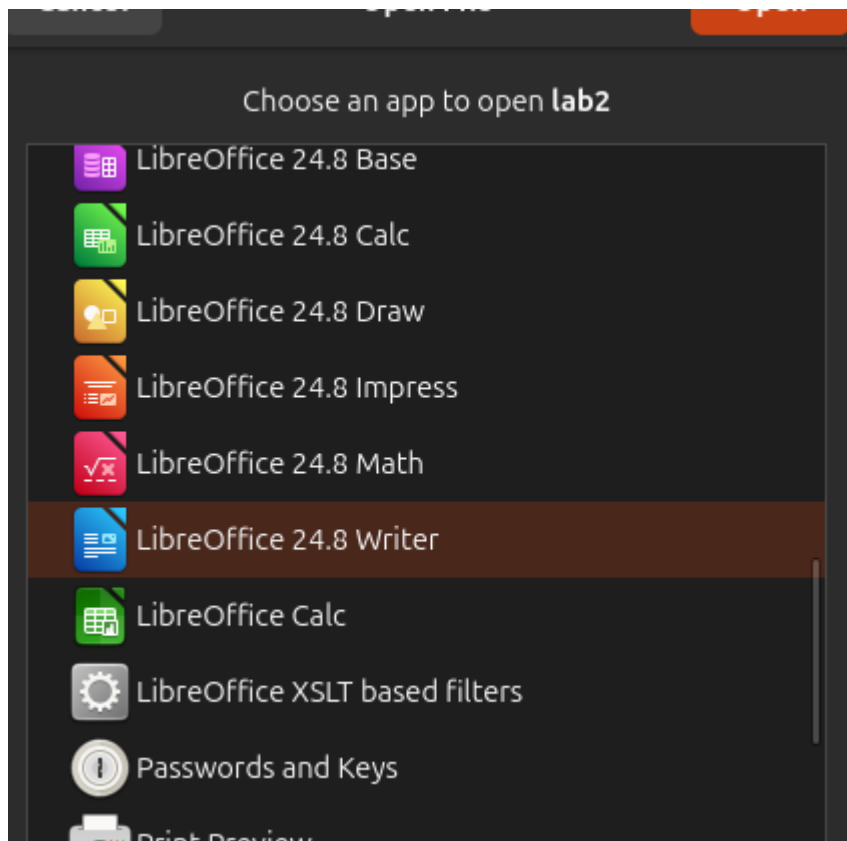 Choose an app to open lab2
LibreOffice 24.8 Base
LibreOffice 24.8 Calc
LibreOffice 24.8 Draw
LibreOffice 24.8 Impress
LibreOffice 24.8 Math
LibreOffice 24.8 Writer
LibreOffice Calc
LibreOffice XSLT based filters
Passwords and Keys
Print Preview